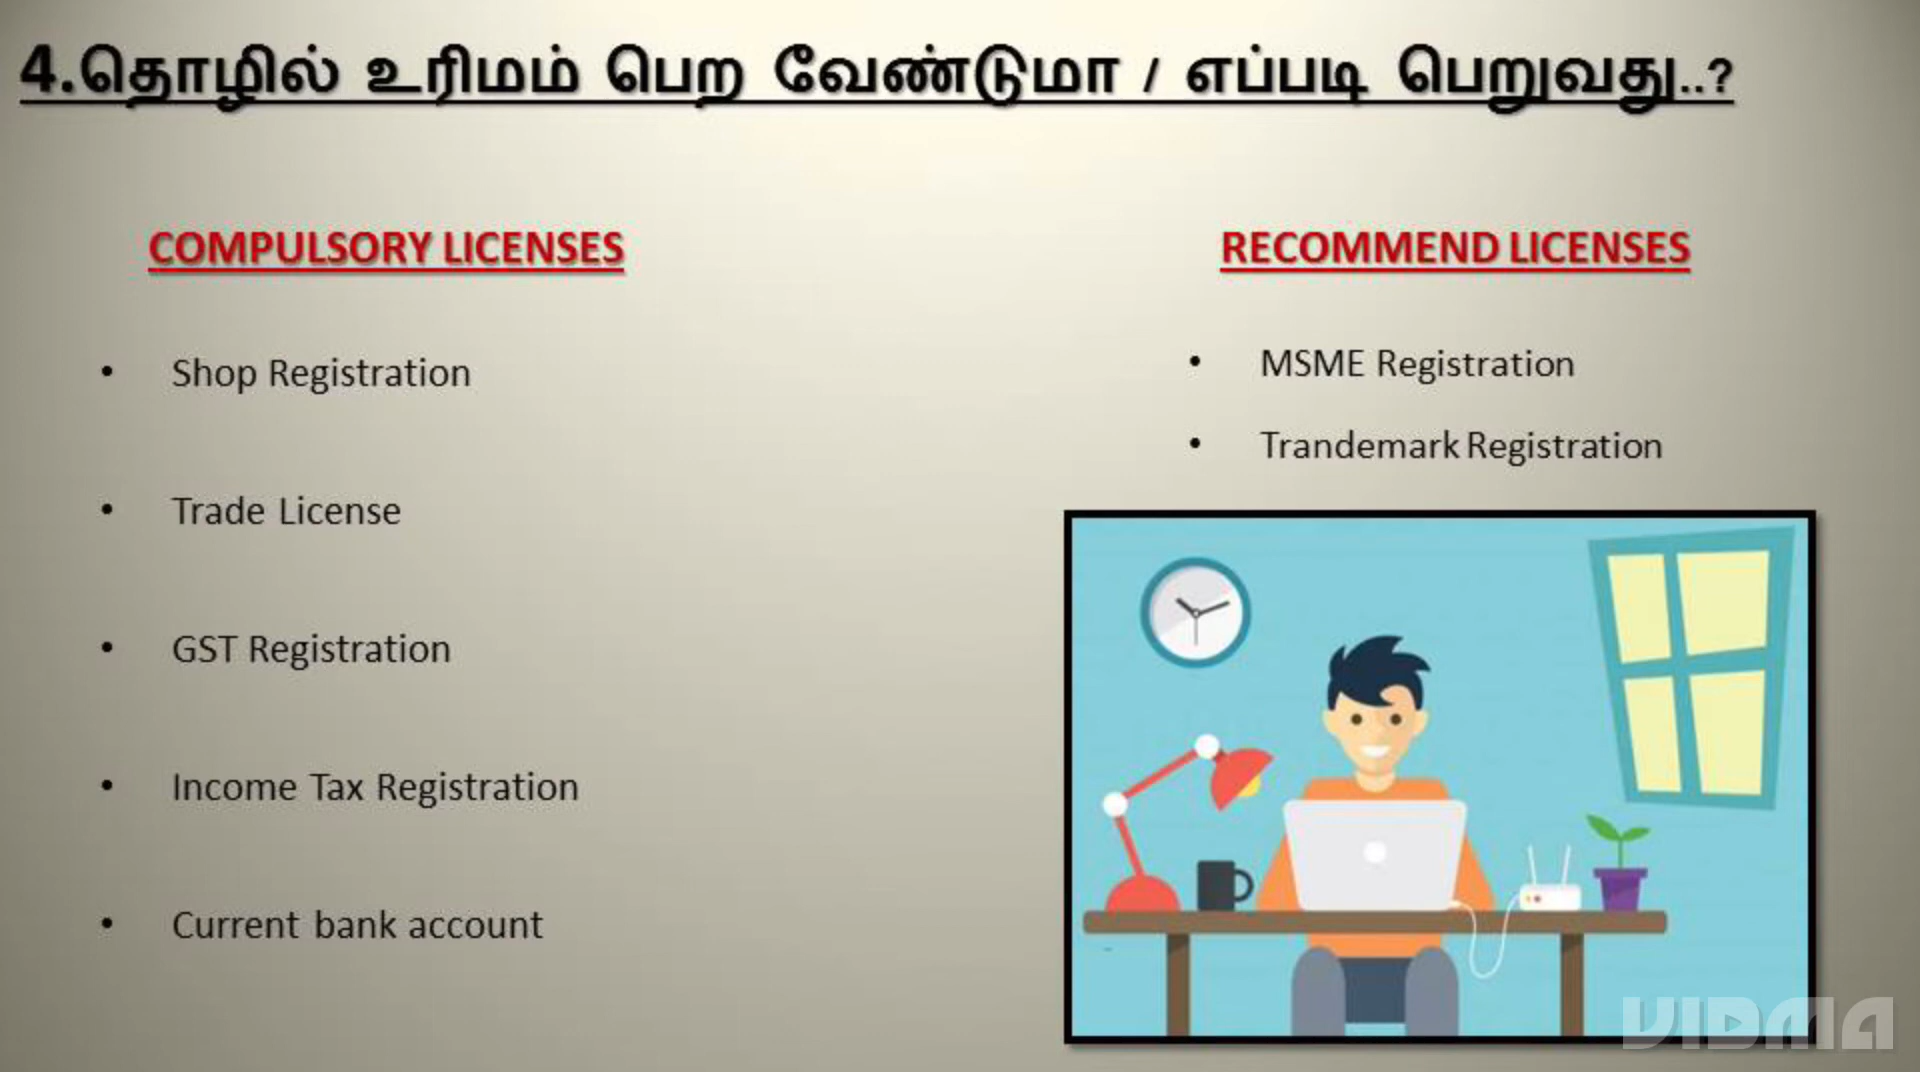 4.தொழில் உரிமம் பெற வேண்டுமா / எப்படி பெறுவது..?
COMPULSORY LICENSES
Shop Registration
Trade License
GST Registration
Income Tax Registration
Current bank account
RECOMMEND LICENSES
MSME Registration
Trandemark Registration
VIDMA